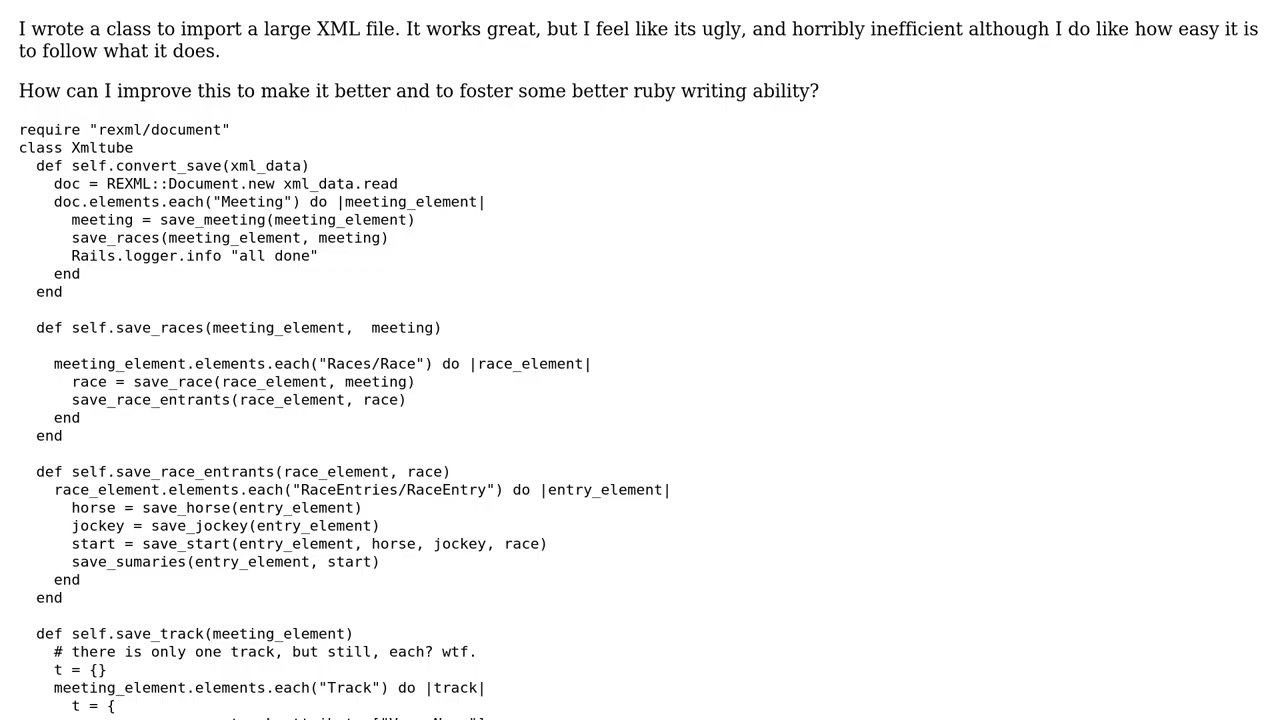 I wrote a class to import a large XML file. It works great, but I feel like its ugly, and horribly inefficient although I do like how easy it is
to follow what it does.
How can I improve this to make it better and to foster some better ruby writing ability?
require "rexml/document"
class Xmltube
  def self.convert_save(xml_data)
    doc = REXML::Document.new xml_data.read
    doc.elements.each("Meeting") do |meeting_element|
      meeting = save_meeting(meeting_element)
      save_races(meeting_element, meeting)
      Rails.logger.info "all done"
    end
  end
  def self.save_races(meeting_element,  meeting)
    meeting_element.elements.each("Races/Race") do |race_element|
      race = save_race(race_element, meeting)
      save_race_entrants(race_element, race)
    end
  end
  def self.save_race_entrants(race_element, race)
    race_element.elements.each("RaceEntries/RaceEntry") do |entry_element|
      horse = save_horse(entry_element)
      jockey = save_jockey(entry_element)
      start = save_start(entry_element, horse, jockey, race)
      save_sumaries(entry_element, start)
    end
  end
  def self.save_track(meeting_element)
    # there is only one track, but still, each? wtf.
    t = {}
    meeting_element.elements.each("Track") do |track|
      t = {